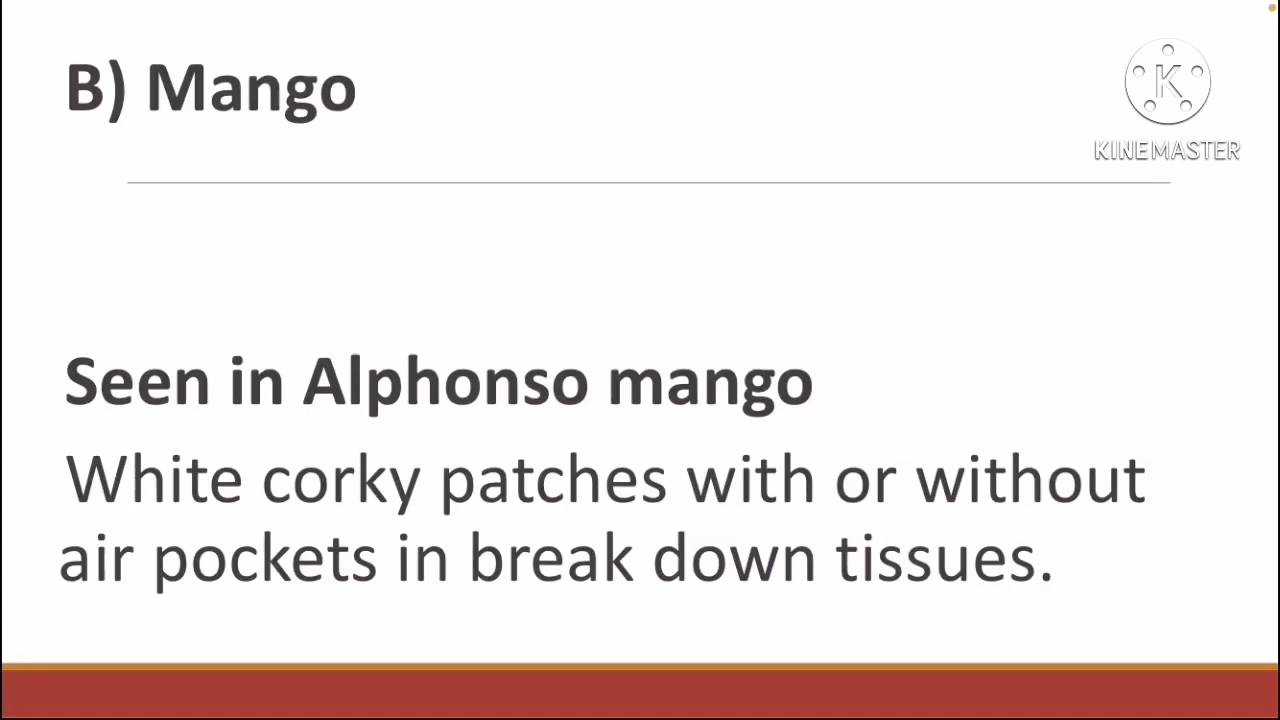 B) Mango
K
KINEMASTER
Seen in Alphonso mango
White corky patches with or without
air pockets in break down tissues.